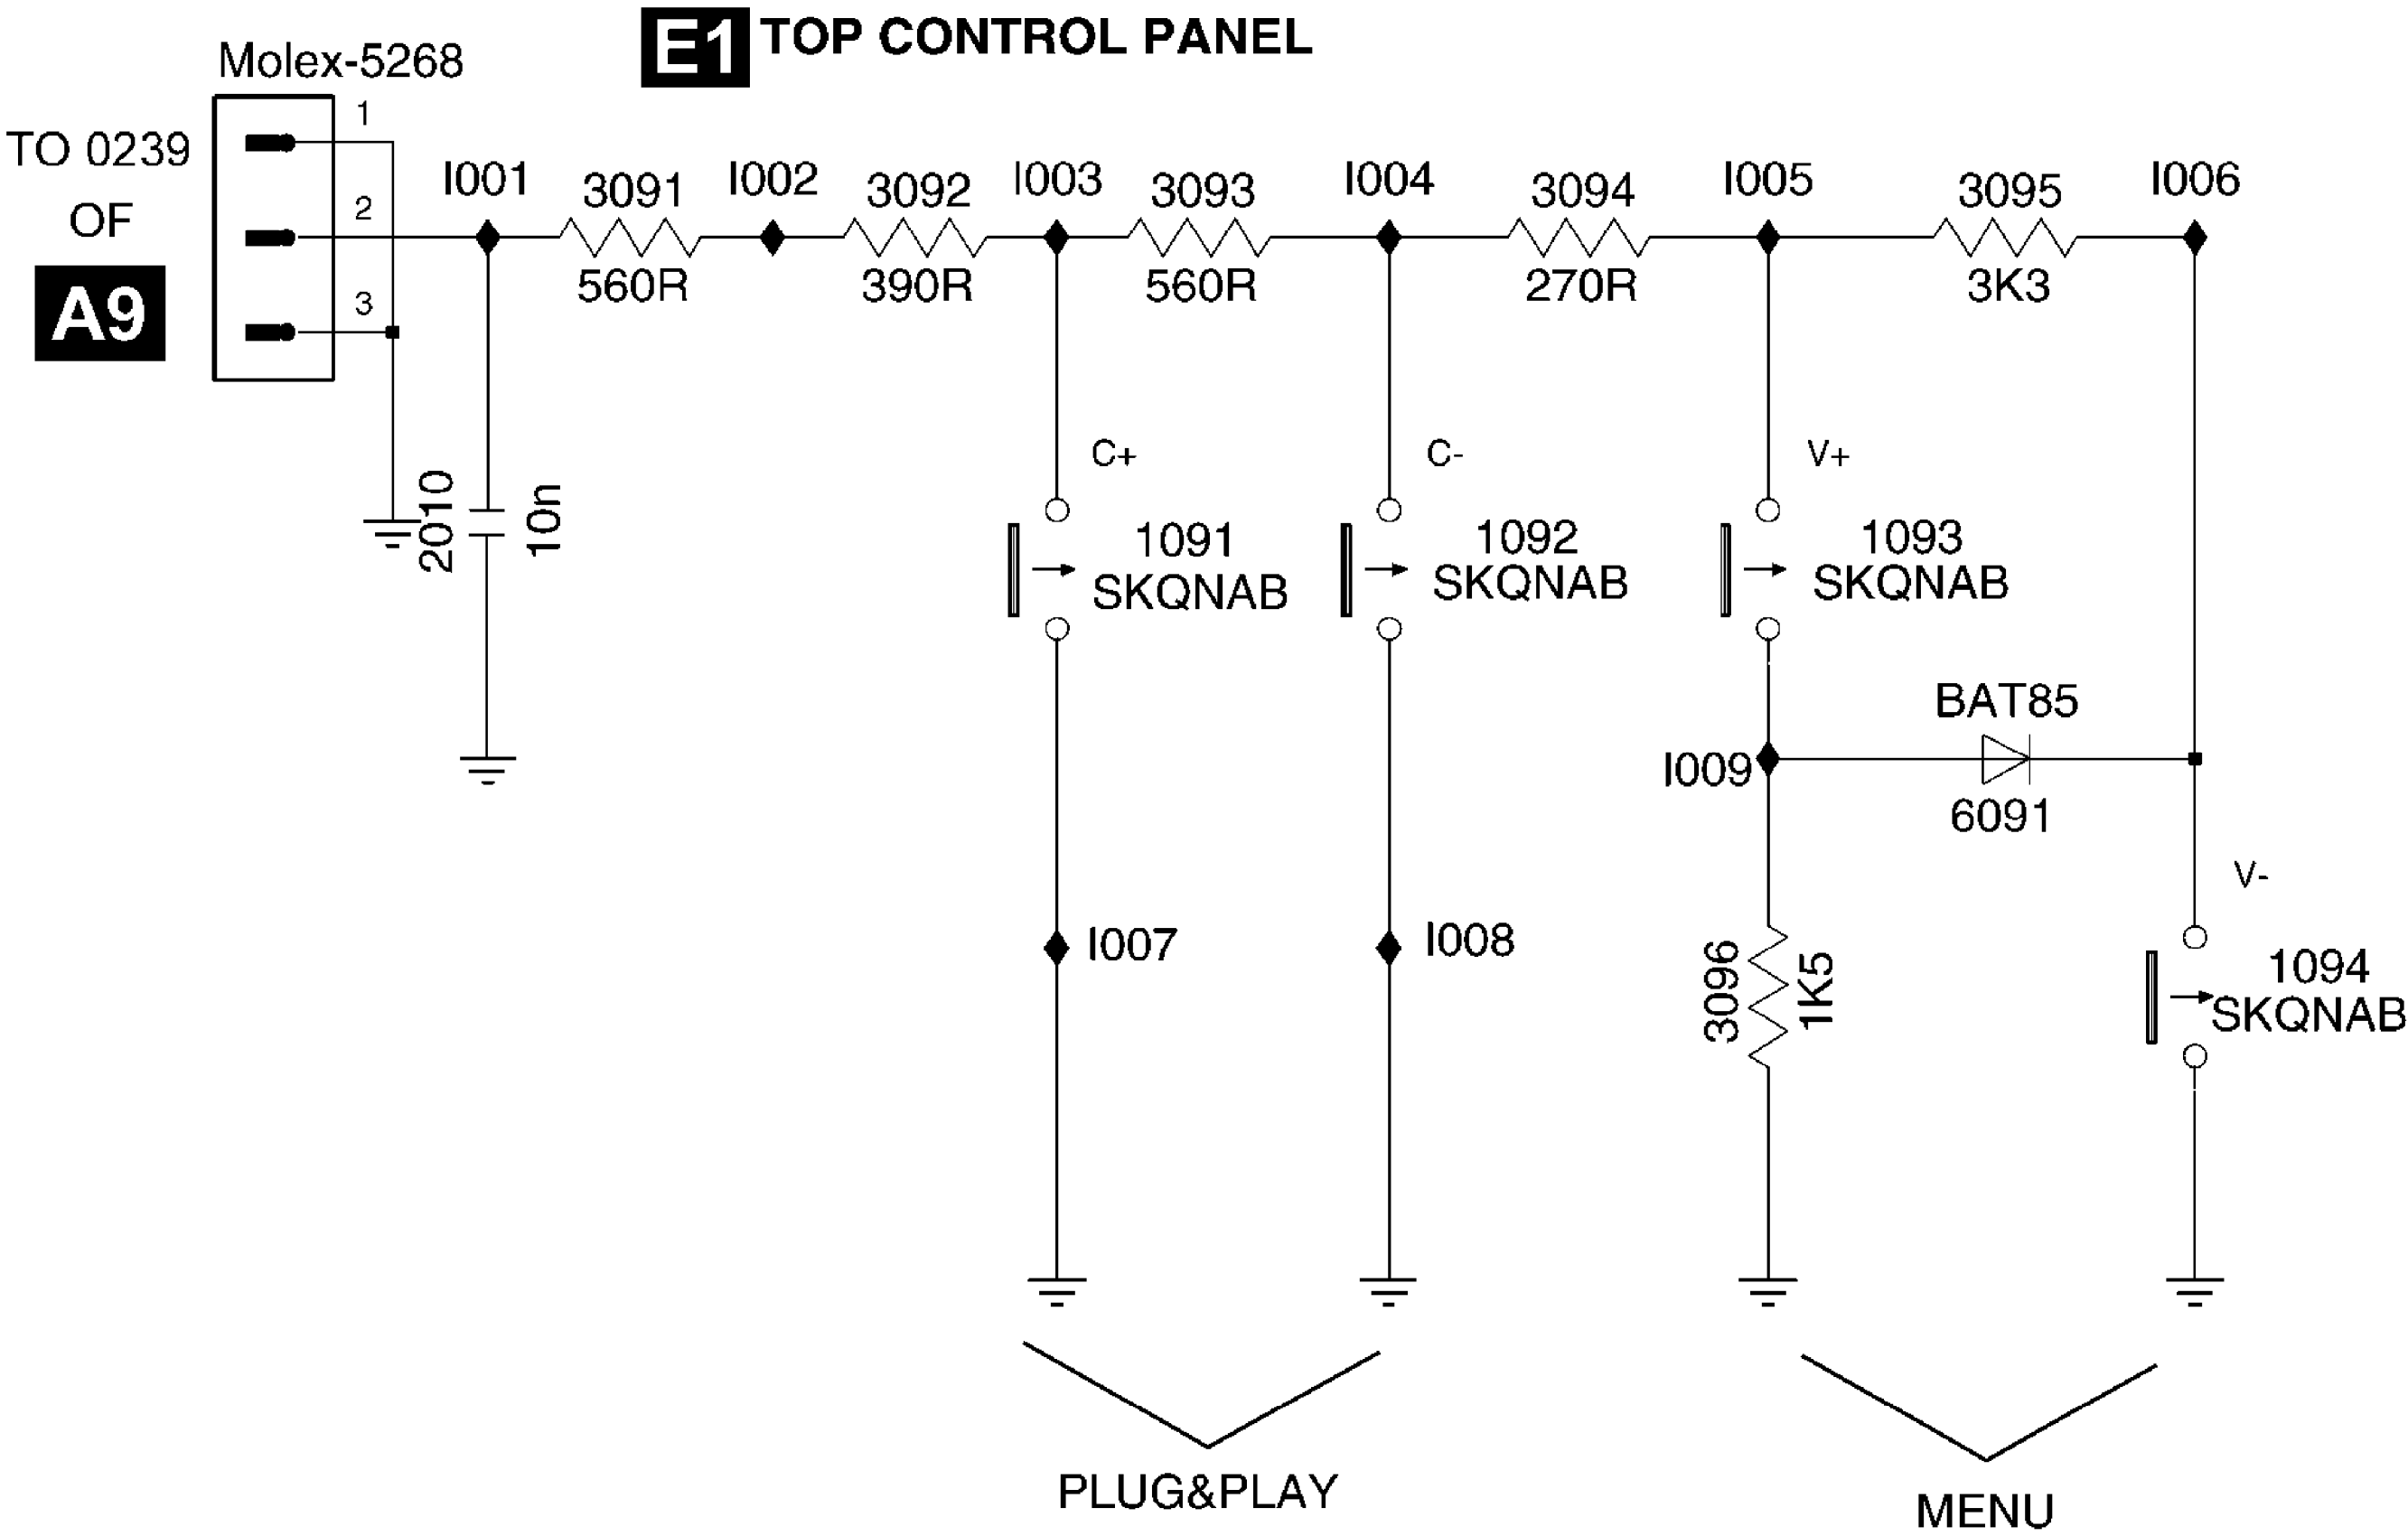 E1 TOP CONTROL PANEL
Molex-5268
TO 0239
OF
A9
1
2
3
I001
3091
560R
I002
3092
390R
I003
3093
560R
I004
3094
270R
I005
3095
3K3
I006
2010
10n
C+
1091
SKQNAB
C-
1092
SKQNAB
V+
1093
SKQNAB
BAT85
I009
6091
V-
I007
I008
3096
1K5
1094
SKQNAB
PLUG&PLAY
MENU